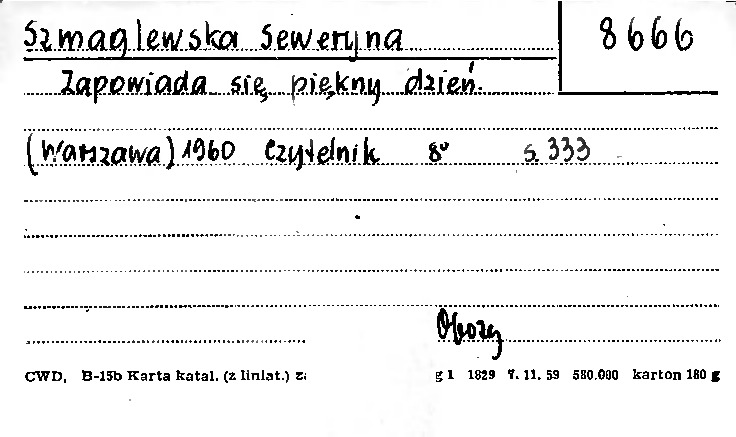 Szmaglewska Seweryna 8666
Zapowiada się piękny dzień.
(Warszawa) 1960 Czytelnik 8° s. 333
Obozy
CWD, B-15b Karta katal. (z liniat.) g 1 1829 7. 11. 59 580.000 karton 180 g